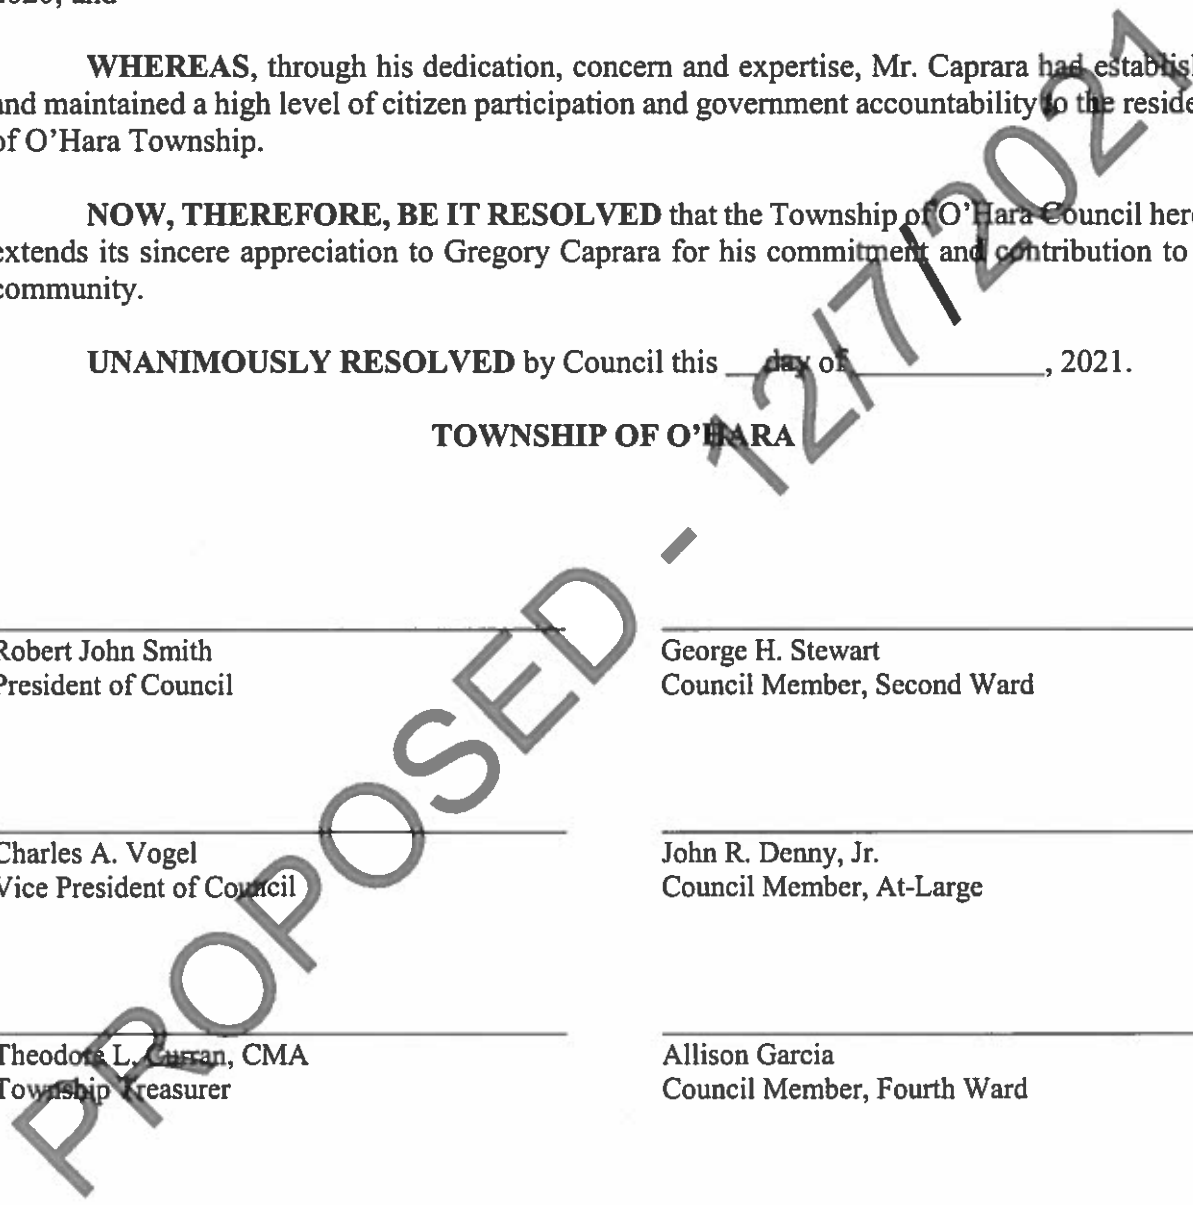 WHEREAS, through his dedication, concern and expertise, Mr. Caprara had establis
and maintained a high level of citizen participation and government accountability to the reside
of O'Hara Township.
NOW, THEREFORE, BE IT RESOLVED that the Township of O'Hara Council here
extends its sincere appreciation to Gregory Caprara for his commitment and contribution to
community.
UNANIMOUSLY RESOLVED by Council this __day of ____________, 2021.
TOWNSHIP OF O'HARA
PROPOSED - 12/7/2021
Robert John Smith
President of Council
George H. Stewart
Council Member, Second Ward
Charles A. Vogel
Vice President of Council
John R. Denny, Jr.
Council Member, At-Large
Theodore L. Curran, CMA
Township Treasurer
Allison Garcia
Council Member, Fourth Ward